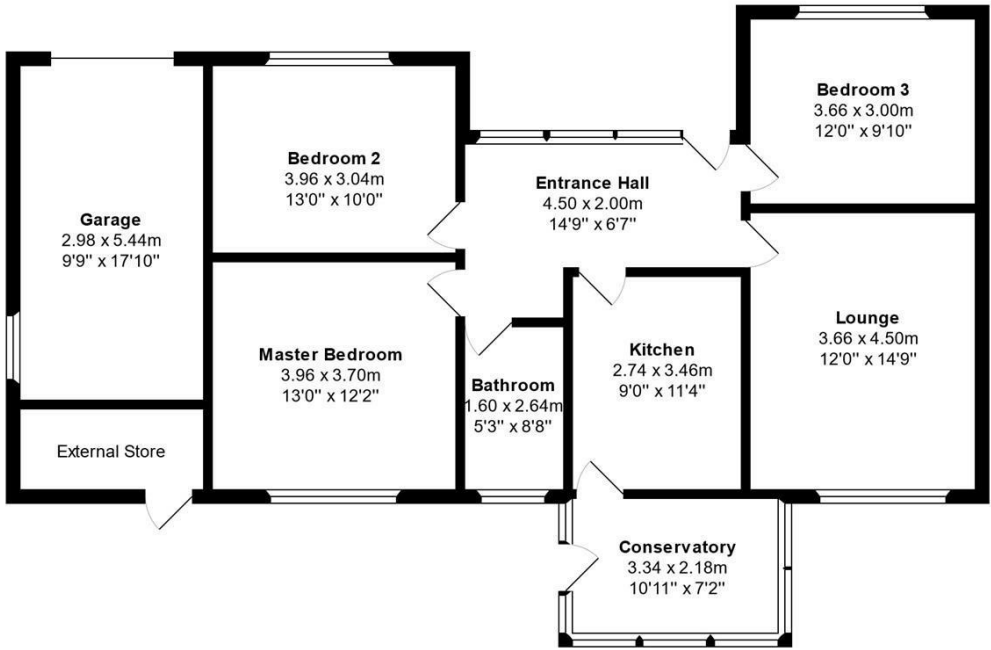 Bedroom 3
3.66 x 3.00m
12'0" x 9'10"
Bedroom 2
3.96 x 3.04m
13'0" x 10'0"
Entrance Hall
4.50 x 2.00m
14'9" x 6'7"
Garage
2.98 x 5.44m
9'9" x 17'10"
Lounge
3.66 x 4.50m
12'0" x 14'9"
Master Bedroom
3.96 x 3.70m
13'0" x 12'2"
Kitchen
2.74 x 3.46m
9'0" x 11'4"
Bathroom
1.60 x 2.64m
5'3" x 8'8"
External Store
Conservatory
3.34 x 2.18m
10'11" x 7'2"